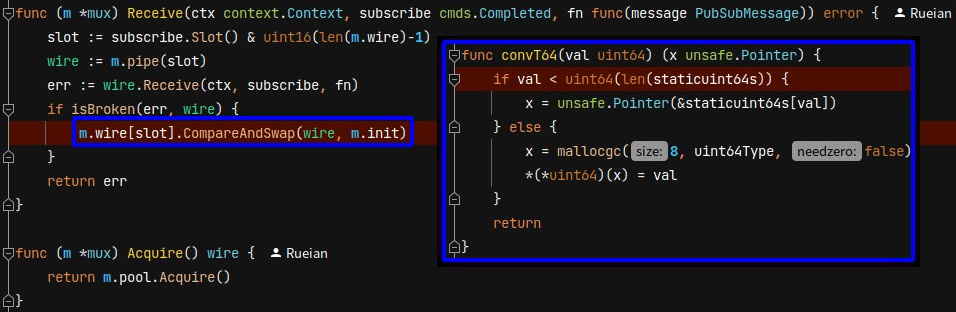 func (m *mux) Receive(ctx context.Context, subscribe cmds.Completed, fn func(message PubSubMessage)) error { Rueian
slot := subscribe.Slot() & uint16(len(m.wire)-1)
wire := m.pipe(slot)
err := wire.Receive(ctx, subscribe, fn)
if isBroken(err, wire) {
m.wire[slot].CompareAndSwap(wire, m.init)
}
return err
}
func (m *mux) Acquire() wire { Rueian
return m.pool.Acquire()
}
func convT64(val uint64) (x unsafe.Pointer) {
if val < uint64(len(staticuint64s)) {
x = unsafe.Pointer(&staticuint64s[val])
} else {
x = mallocgc( size: 8, uint64Type, needzero: false)
*(*uint64)(x) = val
}
return
}